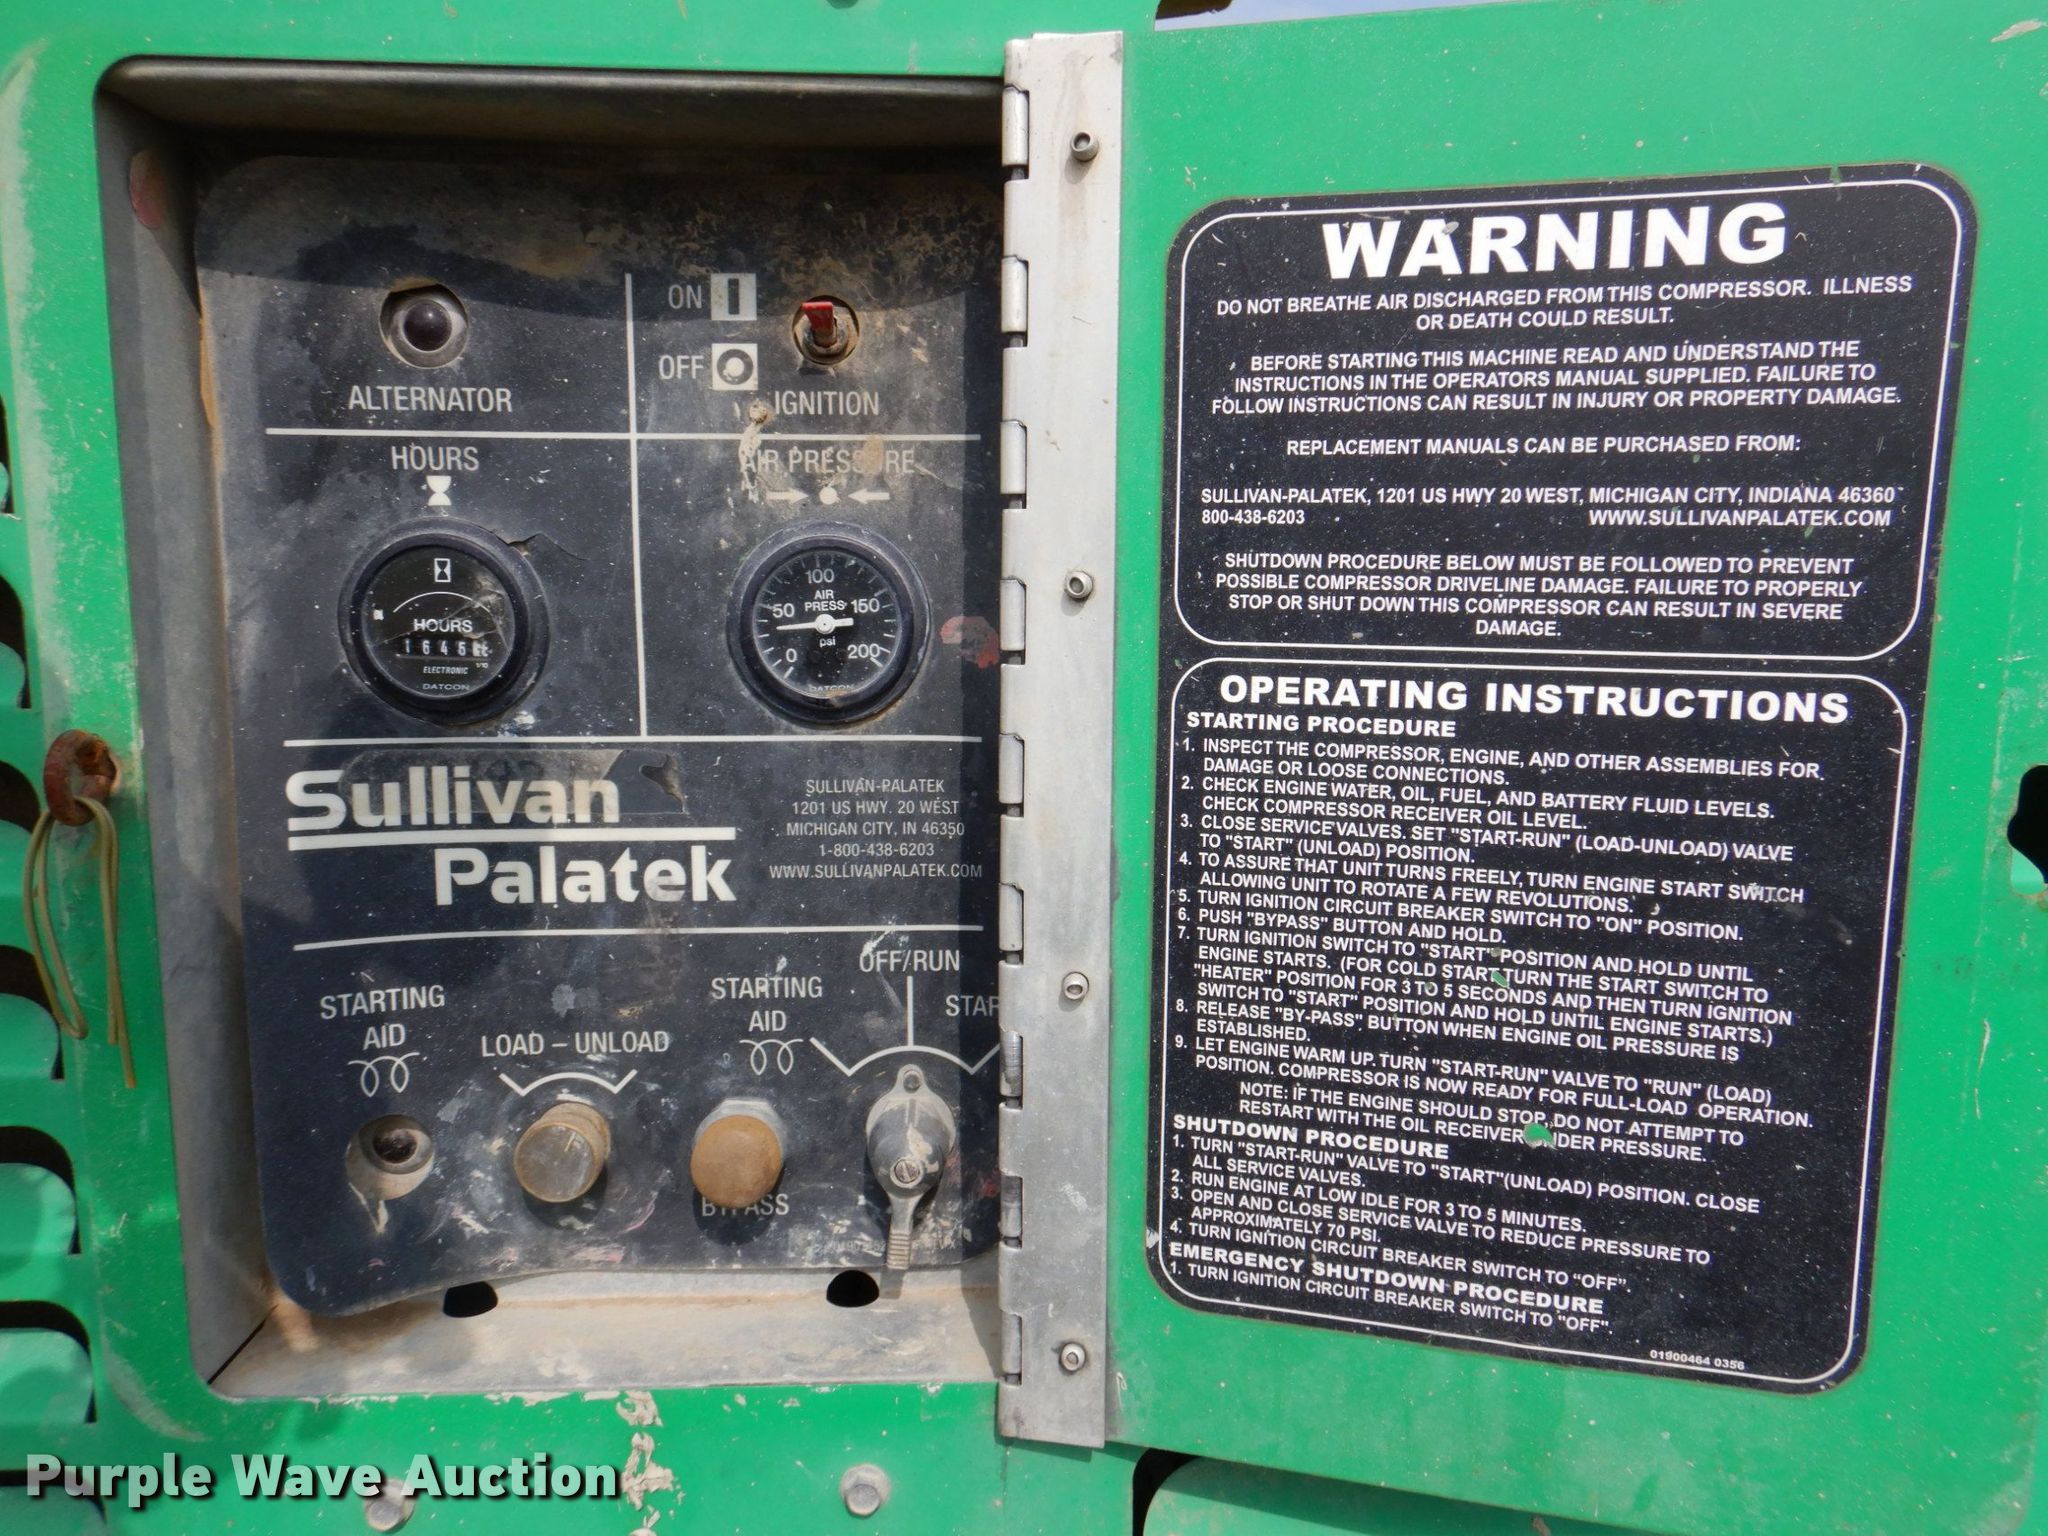 ON
OFF
ALTERNATOR
IGNITION
HOURS
AIR PRESSURE
HOURS
1645
1/10
ELECTRONIC
DATCON
0
50
100
150
200
AIR
PRESS
psi
DATCON
Sullivan
Palatek
SULLIVAN-PALATEK
1201 US HWY. 20 WEST
MICHIGAN CITY, IN 46350
1-800-438-6203
WWW.SULLIVANPALATEK.COM
STARTING
AID
LOAD – UNLOAD
STARTING
AID
OFF/RUN
STAR
BYPASS
WARNING
DO NOT BREATHE AIR DISCHARGED FROM THIS COMPRESSOR. ILLNESS
OR DEATH COULD RESULT.
BEFORE STARTING THIS MACHINE READ AND UNDERSTAND THE
INSTRUCTIONS IN THE OPERATORS MANUAL SUPPLIED. FAILURE TO
FOLLOW INSTRUCTIONS CAN RESULT IN INJURY OR PROPERTY DAMAGE.
REPLACEMENT MANUALS CAN BE PURCHASED FROM:
SULLIVAN-PALATEK, 1201 US HWY 20 WEST, MICHIGAN CITY, INDIANA 46360
800-438-6203 WWW.SULLIVANPALATEK.COM
SHUTDOWN PROCEDURE BELOW MUST BE FOLLOWED TO PREVENT
POSSIBLE COMPRESSOR DRIVELINE DAMAGE. FAILURE TO PROPERLY
STOP OR SHUT DOWN THIS COMPRESSOR CAN RESULT IN SEVERE
DAMAGE.
OPERATING INSTRUCTIONS
STARTING PROCEDURE
1. INSPECT THE COMPRESSOR, ENGINE, AND OTHER ASSEMBLIES FOR
DAMAGE OR LOOSE CONNECTIONS.
2. CHECK ENGINE WATER, OIL, FUEL, AND BATTERY FLUID LEVELS.
CHECK COMPRESSOR RECEIVER OIL LEVEL.
3. CLOSE SERVICE VALVES. SET "START-RUN" (LOAD-UNLOAD) VALVE
TO "START" (UNLOAD) POSITION.
4. TO ASSURE THAT UNIT TURNS FREELY, TURN ENGINE START SWITCH
ALLOWING UNIT TO ROTATE A FEW REVOLUTIONS.
5. TURN IGNITION CIRCUIT BREAKER SWITCH TO "ON" POSITION.
6. PUSH "BYPASS" BUTTON AND HOLD.
7. TURN IGNITION SWITCH TO "START" POSITION AND HOLD UNTIL
ENGINE STARTS. (FOR COLD START TURN THE START SWITCH TO
"HEATER" POSITION FOR 3 TO 5 SECONDS AND THEN TURN IGNITION
SWITCH TO "START" POSITION AND HOLD UNTIL ENGINE STARTS.)
8. RELEASE "BY-PASS" BUTTON WHEN ENGINE OIL PRESSURE IS
ESTABLISHED.
9. LET ENGINE WARM UP. TURN "START-RUN" VALVE TO "RUN" (LOAD)
POSITION. COMPRESSOR IS NOW READY FOR FULL-LOAD OPERATION.
NOTE: IF THE ENGINE SHOULD STOP, DO NOT ATTEMPT TO
RESTART WITH THE OIL RECEIVER UNDER PRESSURE.
SHUTDOWN PROCEDURE
1. TURN "START-RUN" VALVE TO "START"(UNLOAD) POSITION. CLOSE
ALL SERVICE VALVES.
2. RUN ENGINE AT LOW IDLE FOR 3 TO 5 MINUTES.
3. OPEN AND CLOSE SERVICE VALVE TO REDUCE PRESSURE TO
APPROXIMATELY 70 PSI.
4. TURN IGNITION CIRCUIT BREAKER SWITCH TO "OFF".
EMERGENCY SHUTDOWN PROCEDURE
1. TURN IGNITION CIRCUIT BREAKER SWITCH TO "OFF".
01900464 0356
Purple Wave Auction